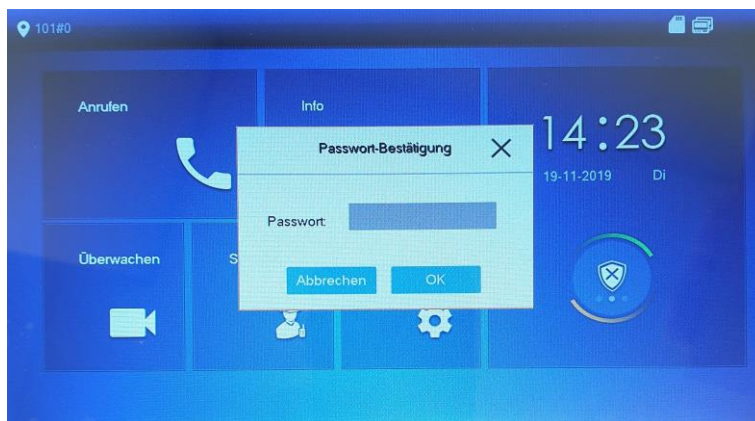 101#0
Anrufen
Info
14:23
19-11-2019 Di
Passwort-Bestätigung
Passwort:
Abbrechen
OK
Überwachen
S